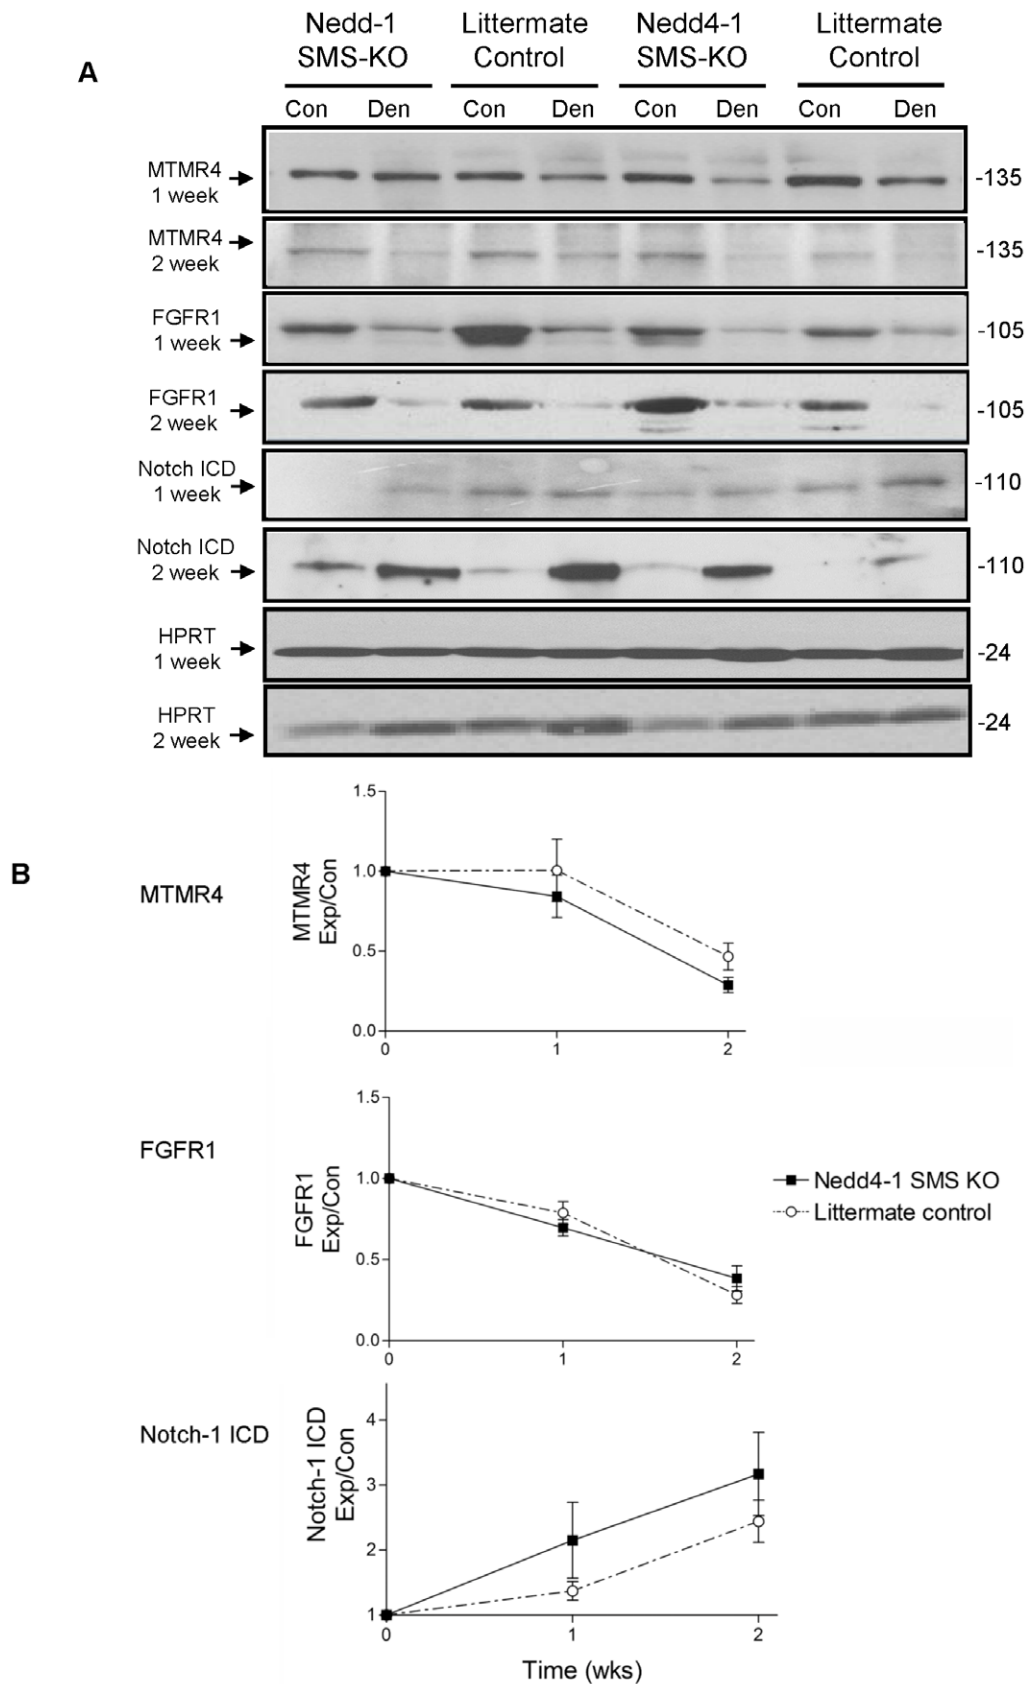 Nedd-1 Littermate Nedd4-1 Littermate
SMS-KO Control SMS-KO Control
A
Con Den Con Den Con Den Con Den
MTMR4
1 week
-135
MTMR4
2 week
-135
FGFR1
1 week
-105
FGFR1
2 week
-105
Notch ICD
1 week
-110
Notch ICD
2 week
-110
HPRT
1 week
-24
HPRT
2 week
-24
B
MTMR4
MTMR4
Exp/Con
1.5
1.0
0.5
0.0
0 1 2
FGFR1
FGFR1
Exp/Con
1.5
1.0
0.5
0.0
0 1 2
Nedd4-1 SMS KO
Littermate control
Notch-1 ICD
Notch-1 ICD
Exp/Con
4
3
2
1
0 1 2
Time (wks)